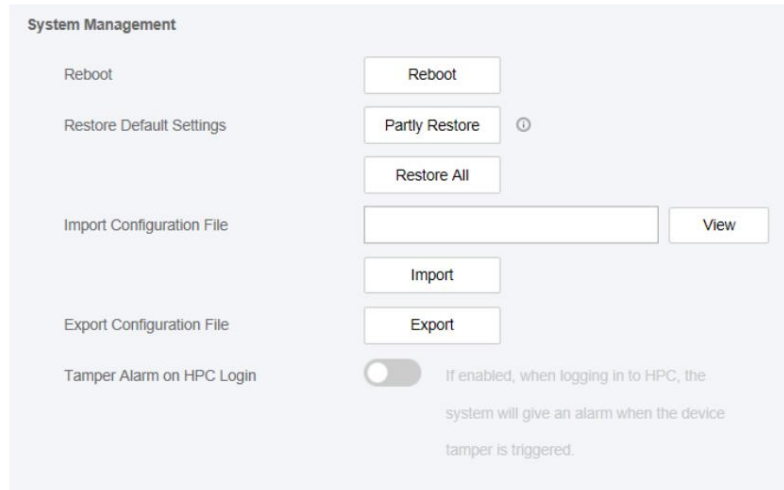 System Management
Reboot Reboot
Restore Default Settings Partly Restore
Restore All
Import Configuration File View
Import
Export Configuration File Export
Tamper Alarm on HPC Login If enabled, when logging in to HPC, the
system will give an alarm when the device
tamper is triggered.